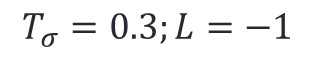 T_σ = 0.3; L = −1